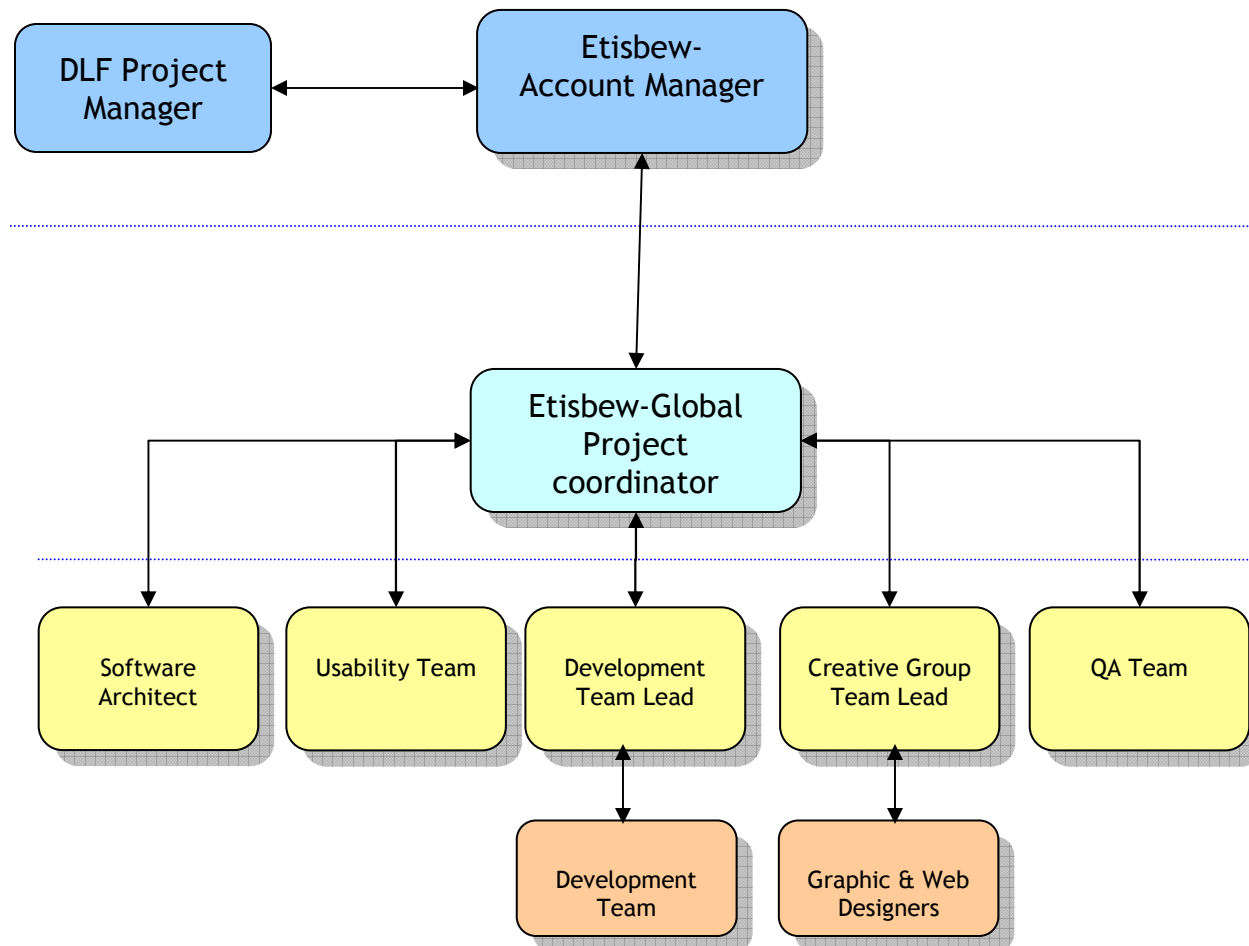 DLF Project
Manager
Etisbew-
Account Manager
Etisbew-Global
Project
coordinator
Software
Architect
Usability Team
Development
Team Lead
Creative Group
Team Lead
QA Team
Development
Team
Graphic & Web
Designers